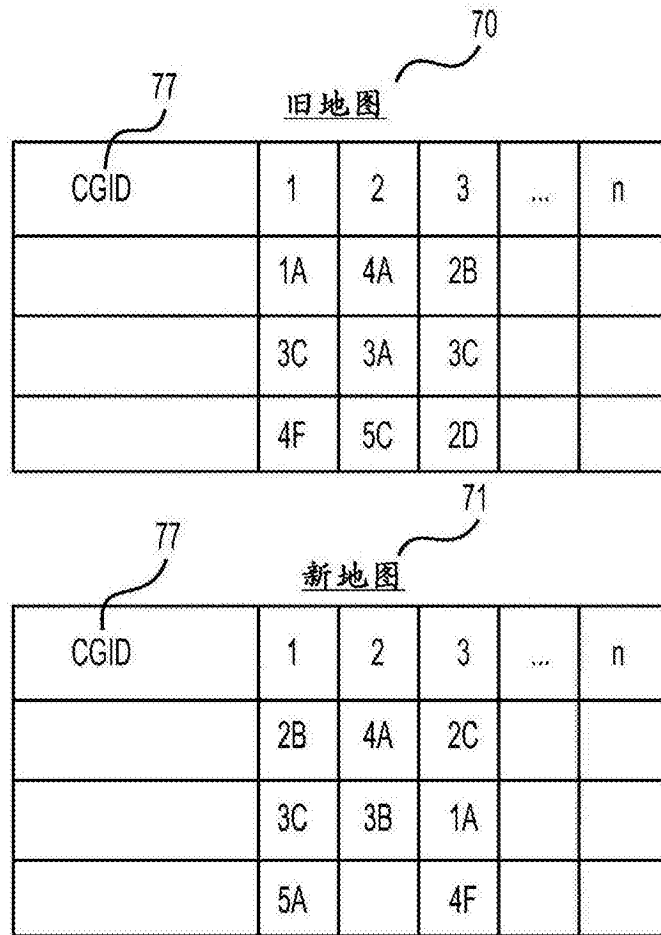 70
77
旧地图
CGID 1 2 3 ... n
1A 4A 2B
3C 3A 3C
4F 5C 2D
71
77
新地图
CGID 1 2 3 ... n
2B 4A 2C
3C 3B 1A
5A 4F